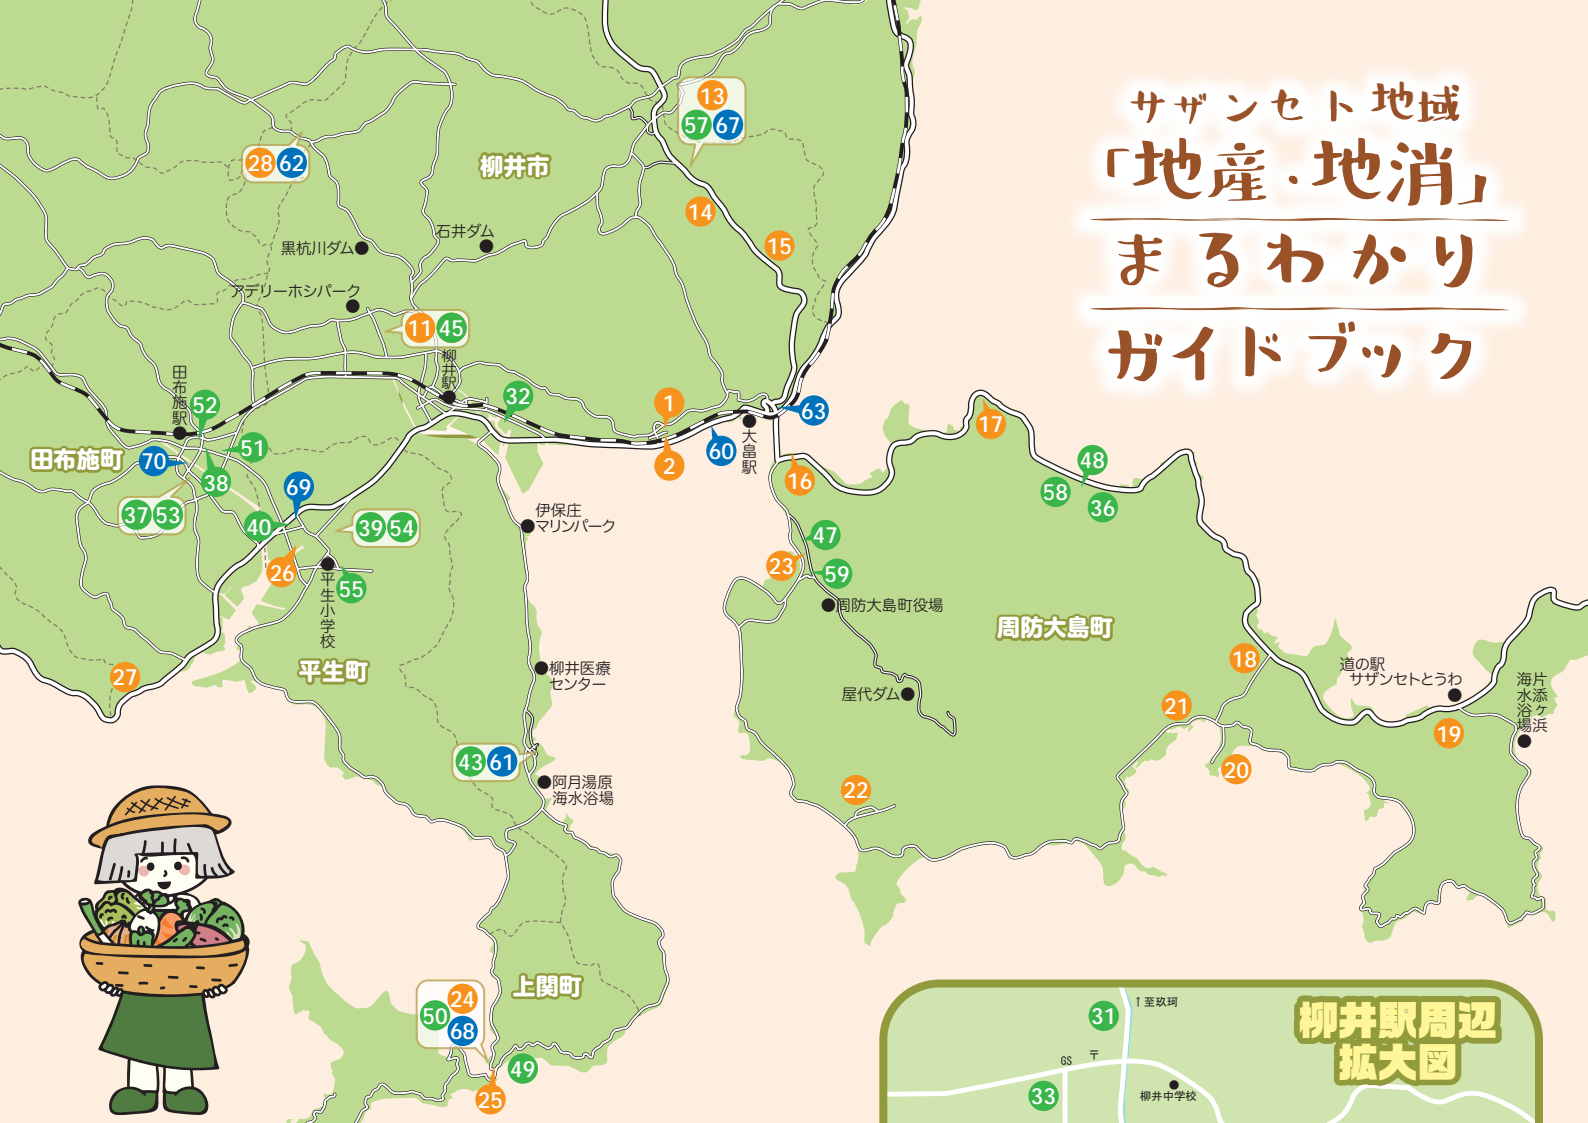 サザンセト地域
「地産・地消」
まるわかり
ガイドブック
13
57 67
28 62
柳井市
14
15
石井ダム
黒杭川ダム
アデリーホシパーク
11 45
柳井駅
田布施駅
52
32
1
2
60
63
大畠駅
17
16
田布施町
51
70
38
69
37 53
40
39 54
26
55
平生小学校
伊保庄
マリンパーク
48
58
36
47
23
59
周防大島町役場
周防大島町
27
平生町
柳井医療
センター
屋代ダム
18
21
道の駅
サザンセトとうわ
片添ヶ浜
海水浴場
19
20
43 61
阿月湯原
海水浴場
22
上関町
24
50
68
49
25
柳井駅周辺
拡大図
31
↑至玖珂
GS
〒
33
柳井中学校